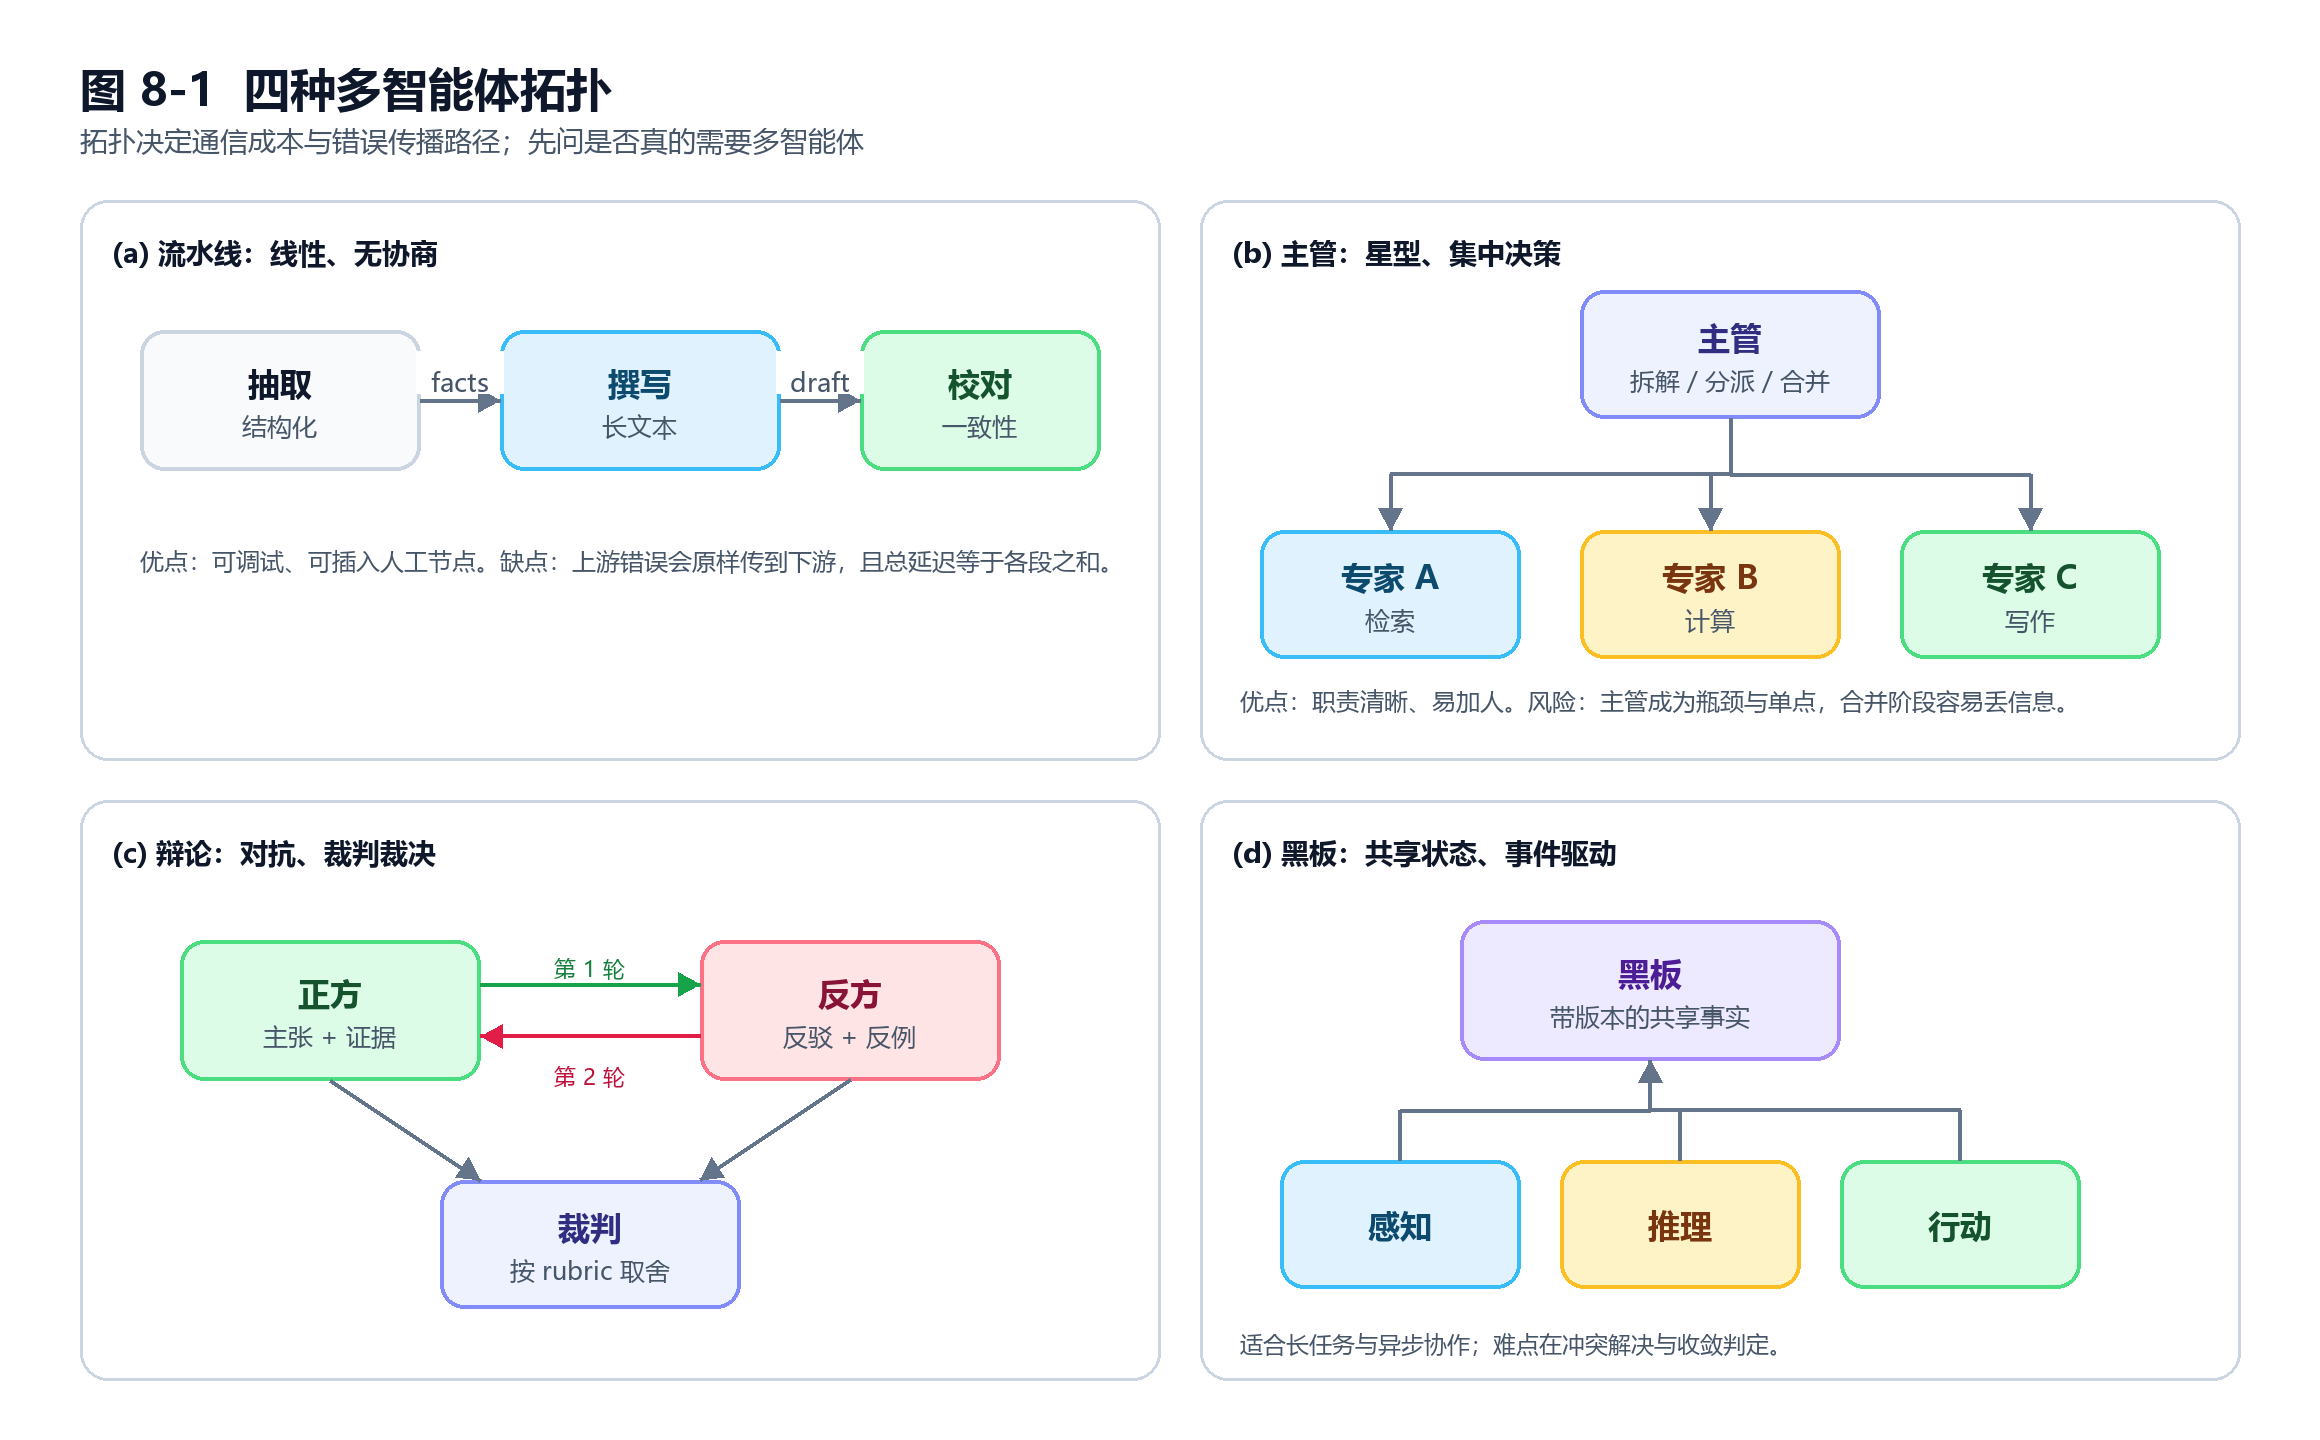 图 8-1 四种多智能体拓扑
拓扑决定通信成本与错误传播路径；先问是否真的需要多智能体
(a) 流水线：线性、无协商
抽取
结构化
facts
撰写
长文本
draft
校对
一致性
优点：可调试、可插入人工节点。缺点：上游错误会原样传到下游，且总延迟等于各段之和。
(b) 主管：星型、集中决策
主管
拆解 / 分派 / 合并
专家 A
检索
专家 B
计算
专家 C
写作
优点：职责清晰、易加人。风险：主管成为瓶颈与单点，合并阶段容易丢信息。
(c) 辩论：对抗、裁判裁决
正方
主张 + 证据
第 1 轮
第 2 轮
反方
反驳 + 反例
裁判
按 rubric 取舍
(d) 黑板：共享状态、事件驱动
黑板
带版本的共享事实
感知
推理
行动
适合长任务与异步协作；难点在冲突解决与收敛判定。